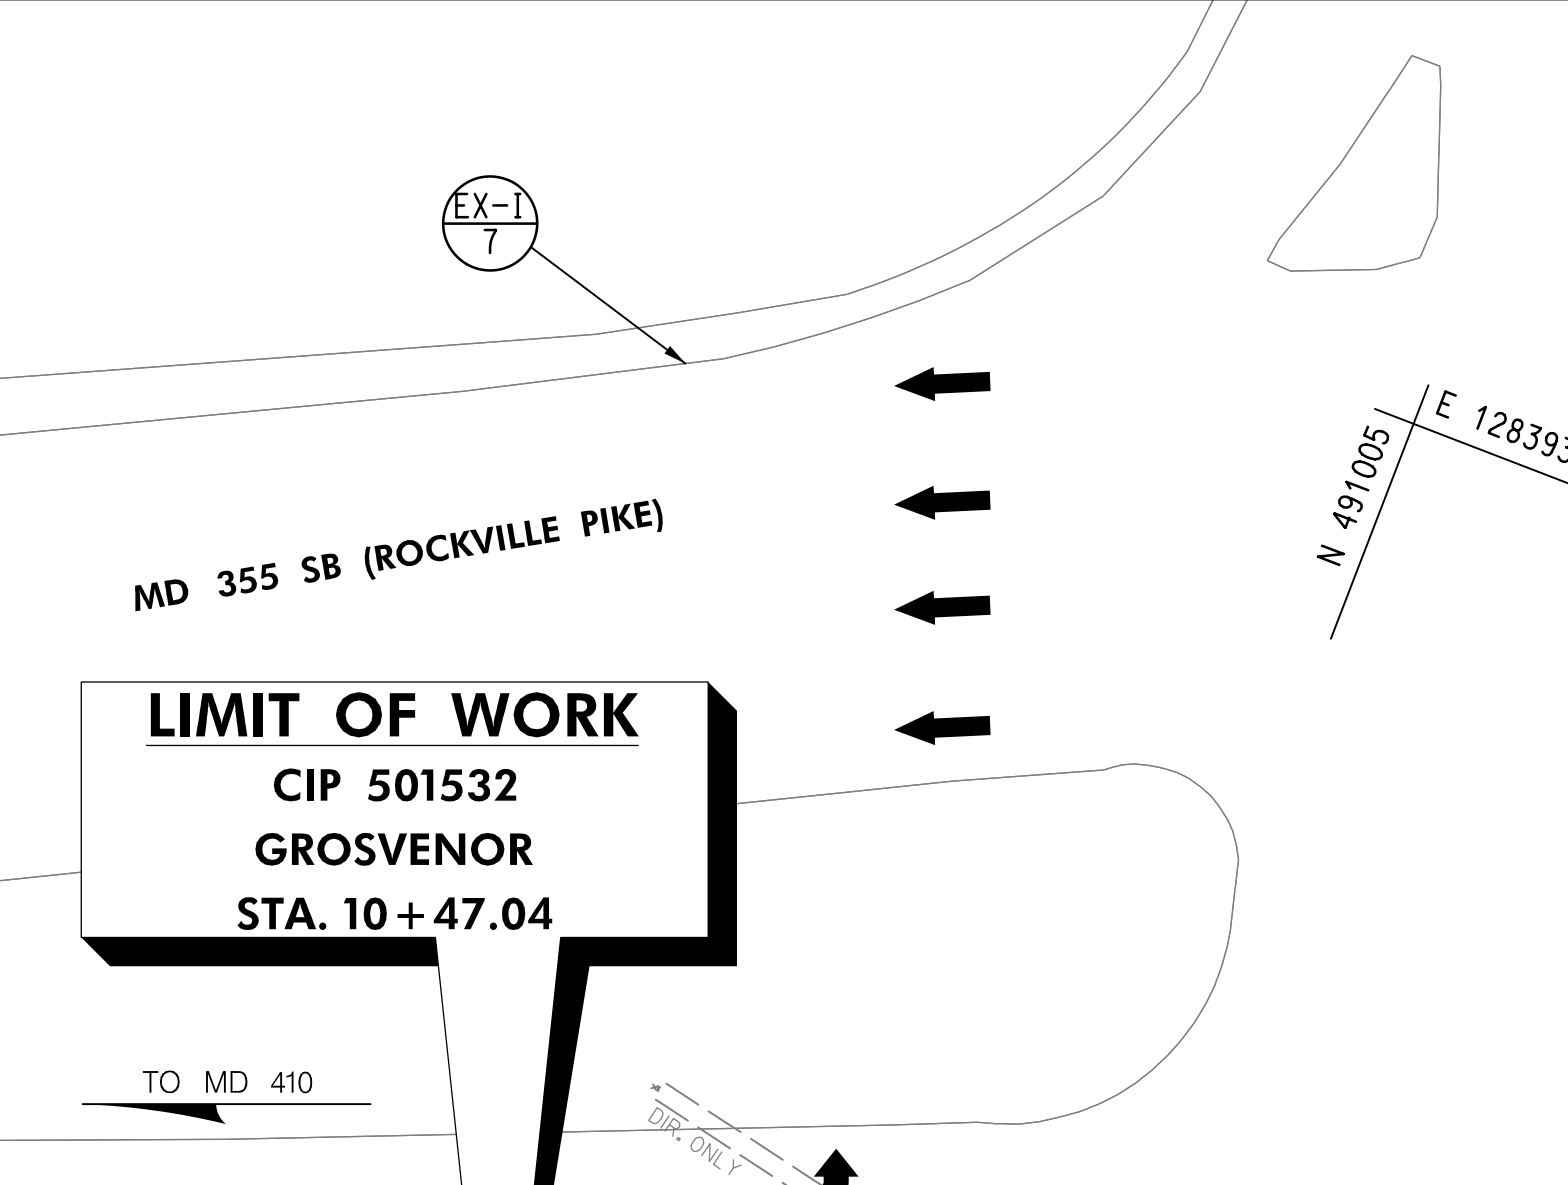 EX-I
7
E 128393
N 491005
MD 355 SB (ROCKVILLE PIKE)
LIMIT OF WORK
CIP 501532
GROSVENOR
STA. 10+47.04
TO MD 410
DIR. ONLY